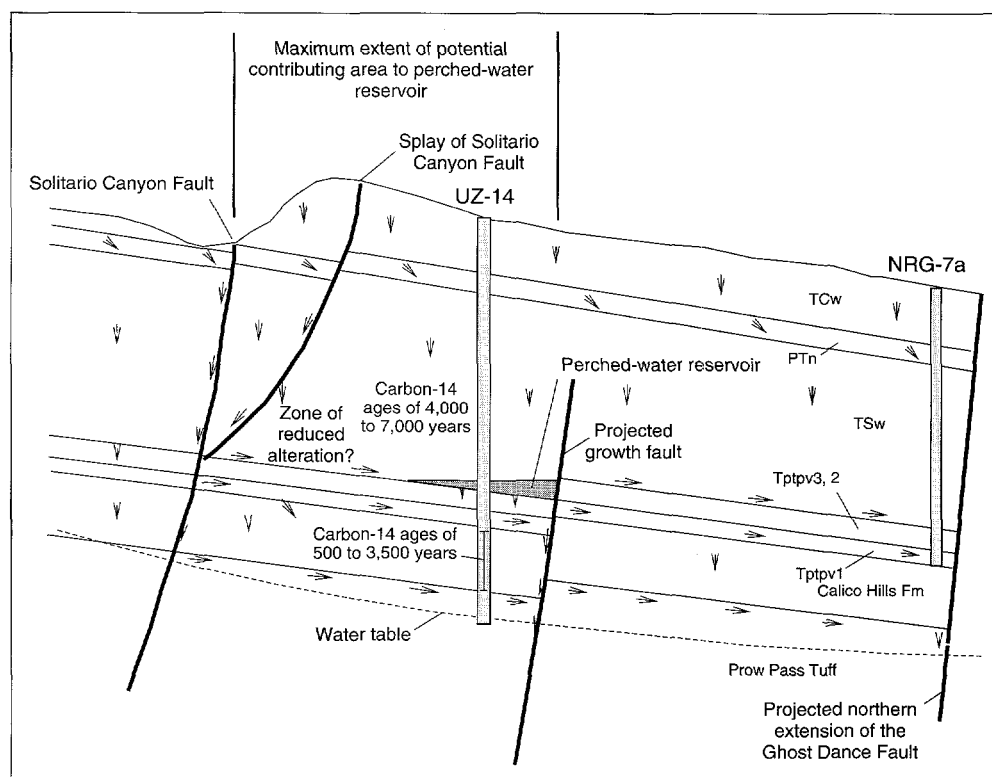 Maximum extent of potential
contributing area to perched-water
reservoir
Splay of Solitario
Canyon Fault
Solitario Canyon Fault
UZ-14
NRG-7a
TCw
PTn
Perched-water reservoir
Carbon-14
ages of 4,000
to 7,000 years
Zone of
reduced
alteration?
Projected
growth fault
TSw
Tptpv3, 2
Carbon-14 ages of
500 to 3,500 years
Tptpv1
Calico Hills Fm
Water table
Prow Pass Tuff
Projected northern
extension of the
Ghost Dance Fault